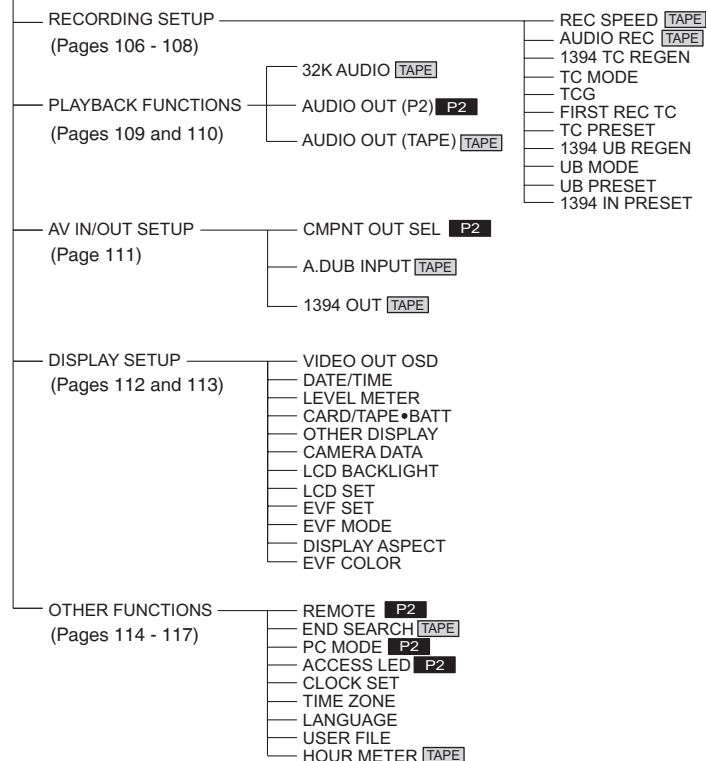 RECORDING SETUP
(Pages 106 - 108)
REC SPEED TAPE
AUDIO REC TAPE
1394 TC REGEN
TC MODE
TCG
FIRST REC TC
TC PRESET
1394 UB REGEN
UB MODE
UB PRESET
1394 IN PRESET
PLAYBACK FUNCTIONS
(Pages 109 and 110)
32K AUDIO TAPE
AUDIO OUT (P2) P2
AUDIO OUT (TAPE) TAPE
AV IN/OUT SETUP
(Page 111)
CMPNT OUT SEL P2
A.DUB INPUT TAPE
1394 OUT TAPE
DISPLAY SETUP
(Pages 112 and 113)
VIDEO OUT OSD
DATE/TIME
LEVEL METER
CARD/TAPE•BATT
OTHER DISPLAY
CAMERA DATA
LCD BACKLIGHT
LCD SET
EVF SET
EVF MODE
DISPLAY ASPECT
EVF COLOR
OTHER FUNCTIONS
(Pages 114 - 117)
REMOTE P2
END SEARCH TAPE
PC MODE P2
ACCESS LED P2
CLOCK SET
TIME ZONE
LANGUAGE
USER FILE
HOUR METER TAPE